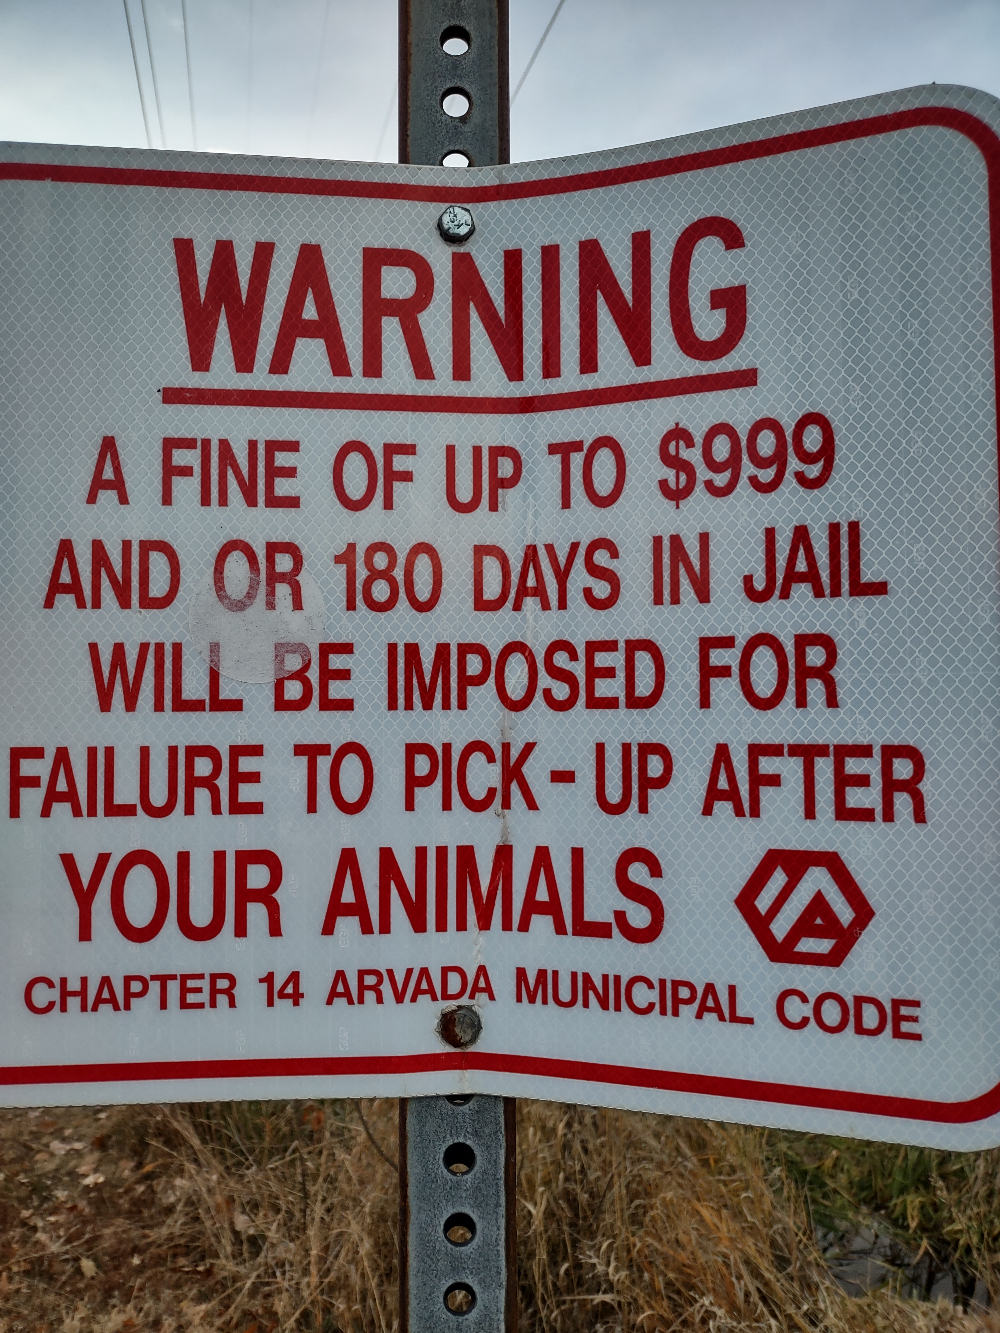 WARNING
A FINE OF UP TO $999
AND OR 180 DAYS IN JAIL
WILL BE IMPOSED FOR
FAILURE TO PICK-UP AFTER
YOUR ANIMALS
CHAPTER 14 ARVADA MUNICIPAL CODE